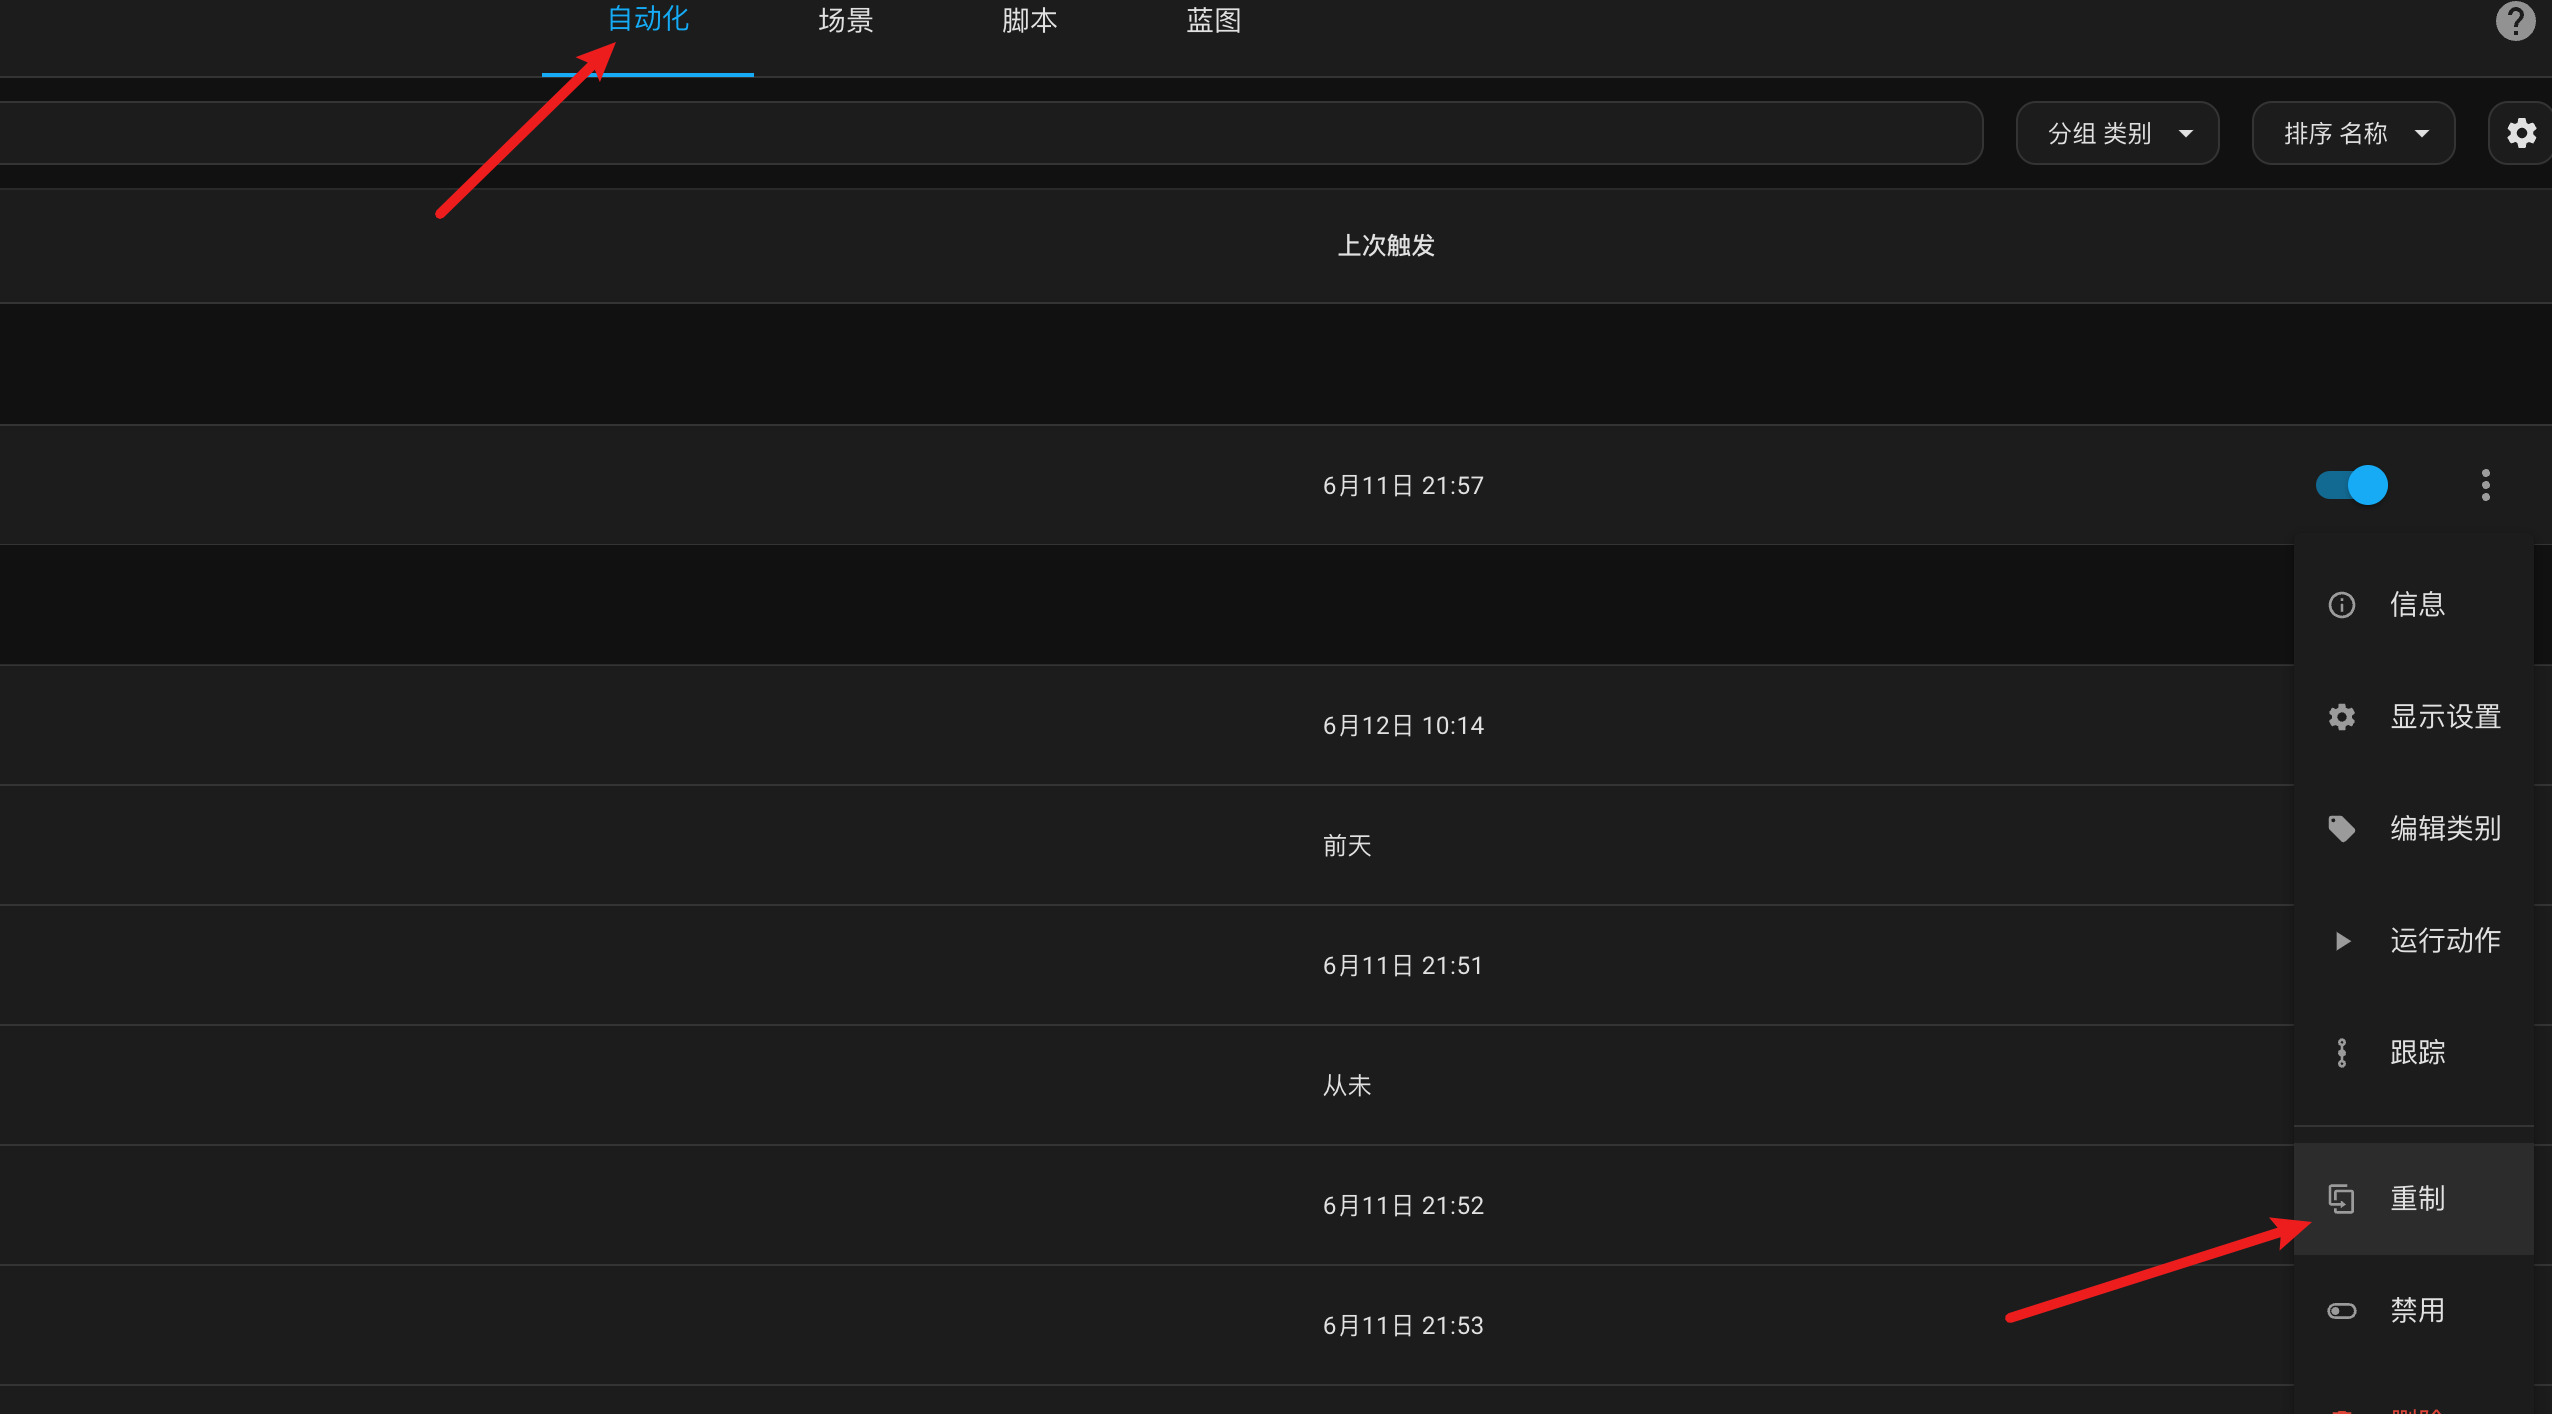 自动化
场景
脚本
蓝图
分组 类别
排序 名称
上次触发
6月11日 21:57
信息
显示设置
6月12日 10:14
编辑类别
前天
运行动作
6月11日 21:51
跟踪
从未
重制
6月11日 21:52
禁用
6月11日 21:53